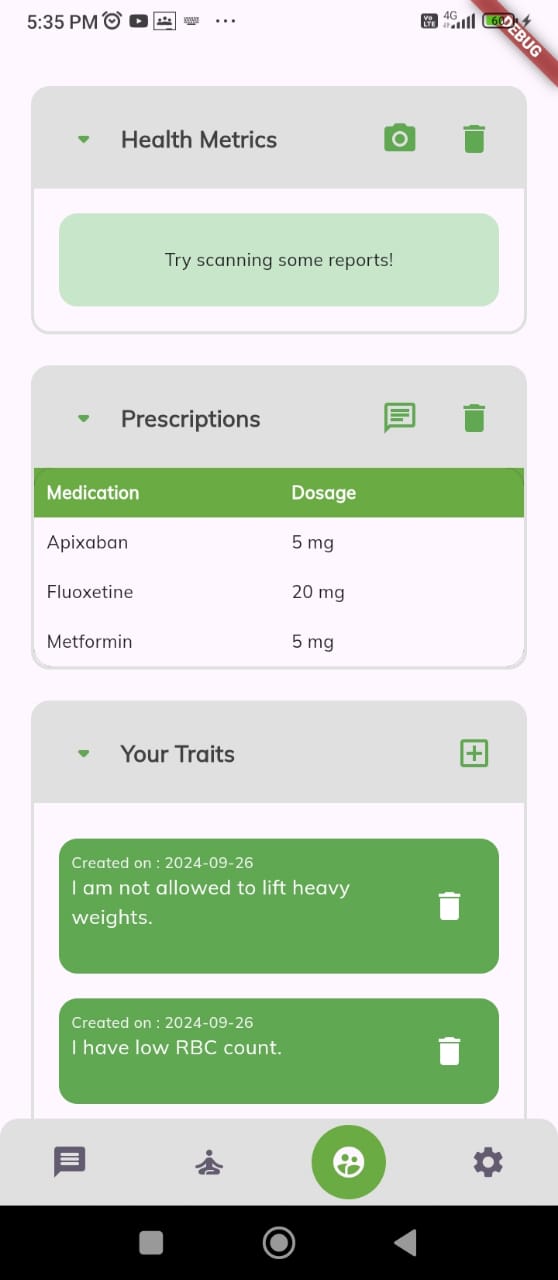 5:35 PM
Vo LTE 4G 60
DEBUG
Health Metrics
Try scanning some reports!
Prescriptions
Medication Dosage
Apixaban 5 mg
Fluoxetine 20 mg
Metformin 5 mg
Your Traits
Created on : 2024-09-26
I am not allowed to lift heavy
weights.
Created on : 2024-09-26
I have low RBC count.